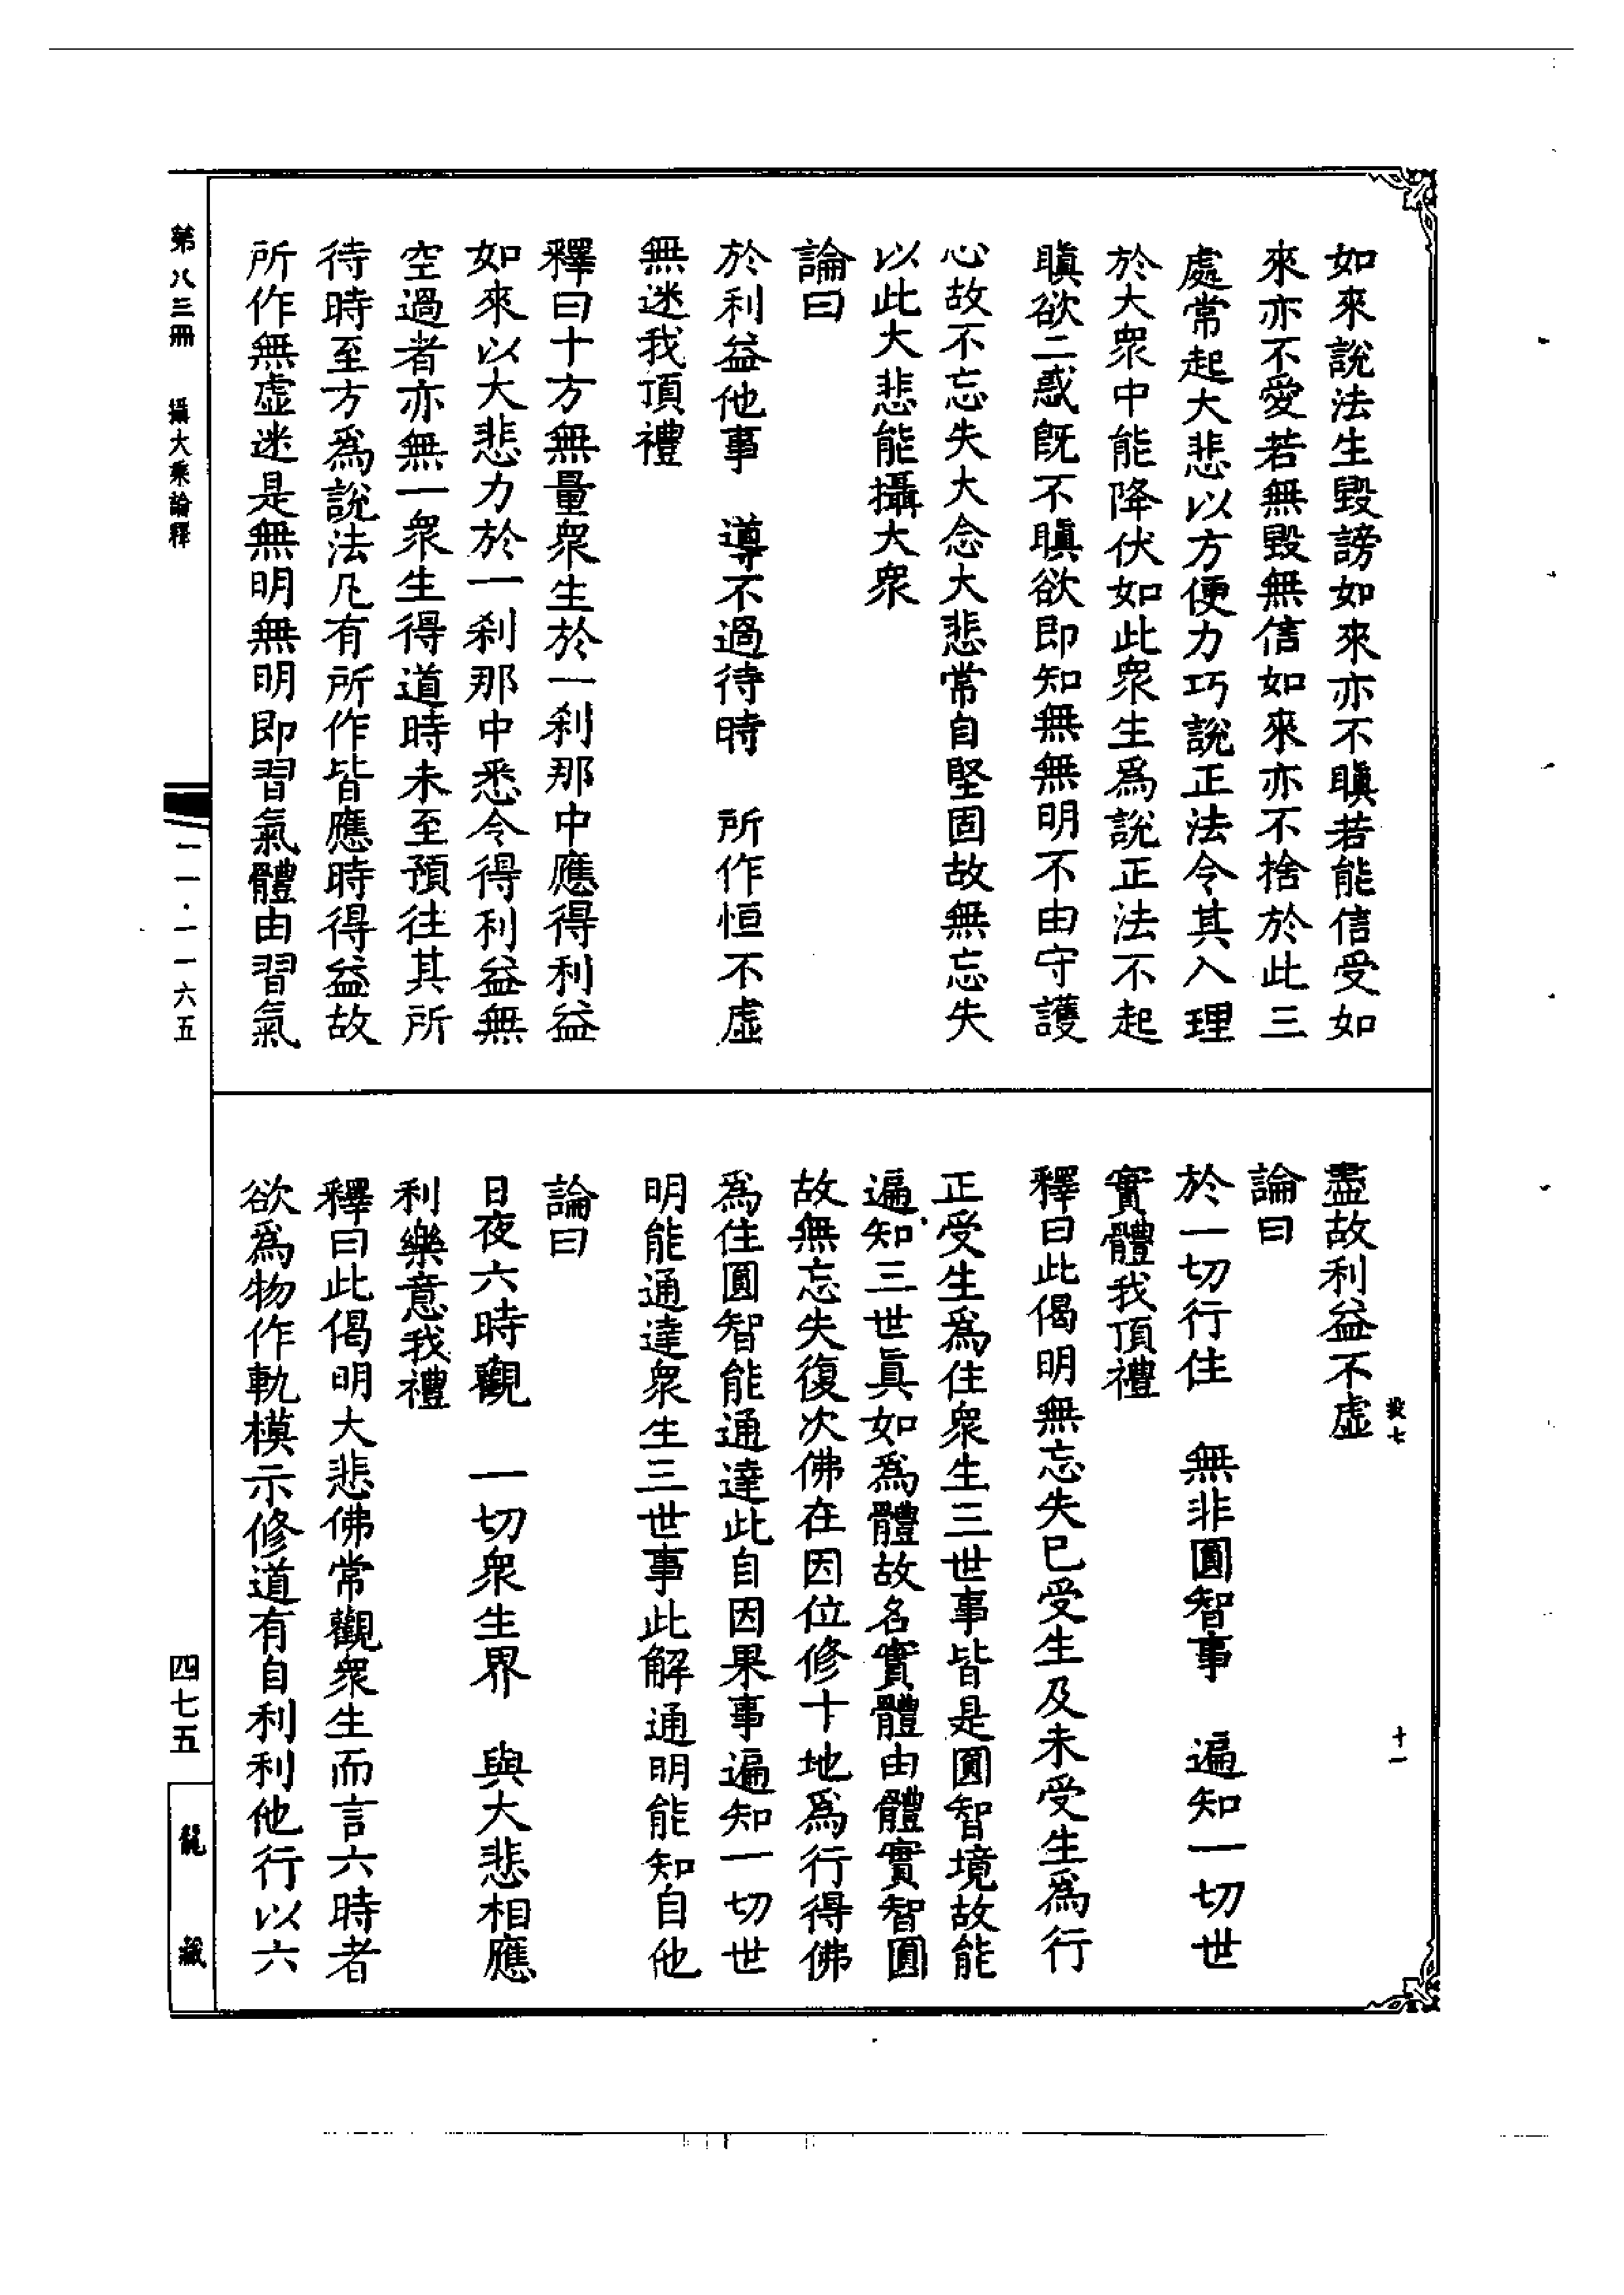 如來說法生毀謗如來亦不瞋若能信受如
來亦不愛若無毀無信如來亦不捨於此三
處常起大悲以方便力巧說正法令其入理
於大衆中能降伏如此衆生爲說正法不起
瞋欲二惑旣不瞋欲即知無無明不由守護
心故不忘失大念大悲常自堅固故無忘失
以此大悲能攝大衆
論曰
於利益他事　導不過待時　所作恒不虛
無迷我頂禮
釋曰十方無量衆生於一刹那中應得利益
如來以大悲力於一刹那中悉令得利益無
空過者亦無一衆生得道時未至預往其所
待時至方爲說法凡有所作皆應時得益故
所作無虛迷是無明無明即習氣體由習氣
盡故利益不虛
論曰
於一切行住　無非圓智事　遍知一切世
實體我頂禮
釋曰此偈明無忘失已受生及未受生爲行
正受生爲住衆生三世事皆是圓智境故能
遍知三世眞如爲體故名實體由體實智圓
故無忘失復次佛在因位修十地爲行得佛
爲住圓智能通達此自因果事遍知一切世
明能通達衆生三世事此解通明能知自他
論曰
日夜六時觀　一切衆生界　與大悲相應
利樂意我禮
釋曰此偈明大悲佛常觀衆生而言六時者
欲爲物作軌模示修道有自利利他行以六
十一
第八三冊　攝大乘論釋
一一·一一六五
四七五
龍藏